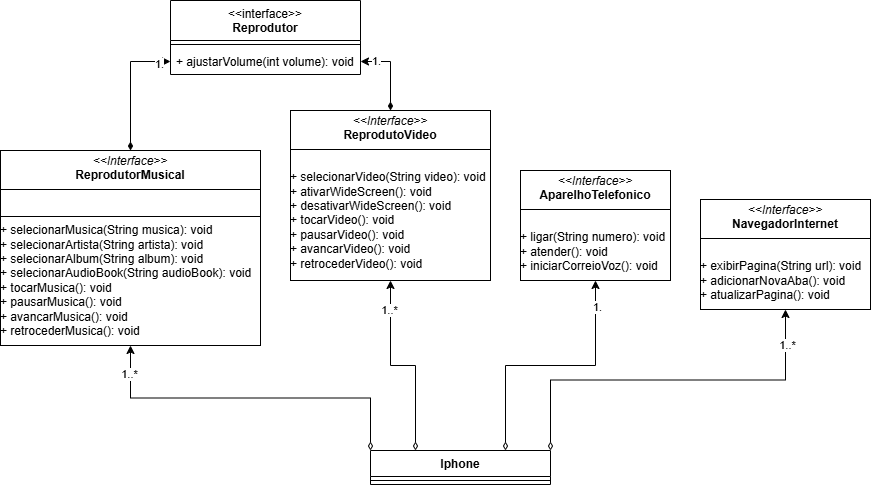 <<interface>>
Reprodutor
+ ajustarVolume(int volume): void
1.
1.
<<Interface>>
ReprodutorMusical
+ selecionarMusica(String musica): void
+ selecionarArtista(String artista): void
+ selecionarAlbum(String album): void
+ selecionarAudioBook(String audioBook): void
+ tocarMusica(): void
+ pausarMusica(): void
+ avancarMusica(): void
+ retrocederMusica(): void
<<Interface>>
ReprodutoVideo
+ selecionarVideo(String video): void
+ ativarWideScreen(): void
+ desativarWideScreen(): void
+ tocarVideo(): void
+ pausarVideo(): void
+ avancarVideo(): void
+ retrocederVideo(): void
<<Interface>>
AparelhoTelefonico
+ ligar(String numero): void
+ atender(): void
+ iniciarCorreioVoz(): void
<<Interface>>
NavegadorInternet
+ exibirPagina(String url): void
+ adicionarNovaAba(): void
+ atualizarPagina(): void
1..*
1..*
1.
1..*
Iphone